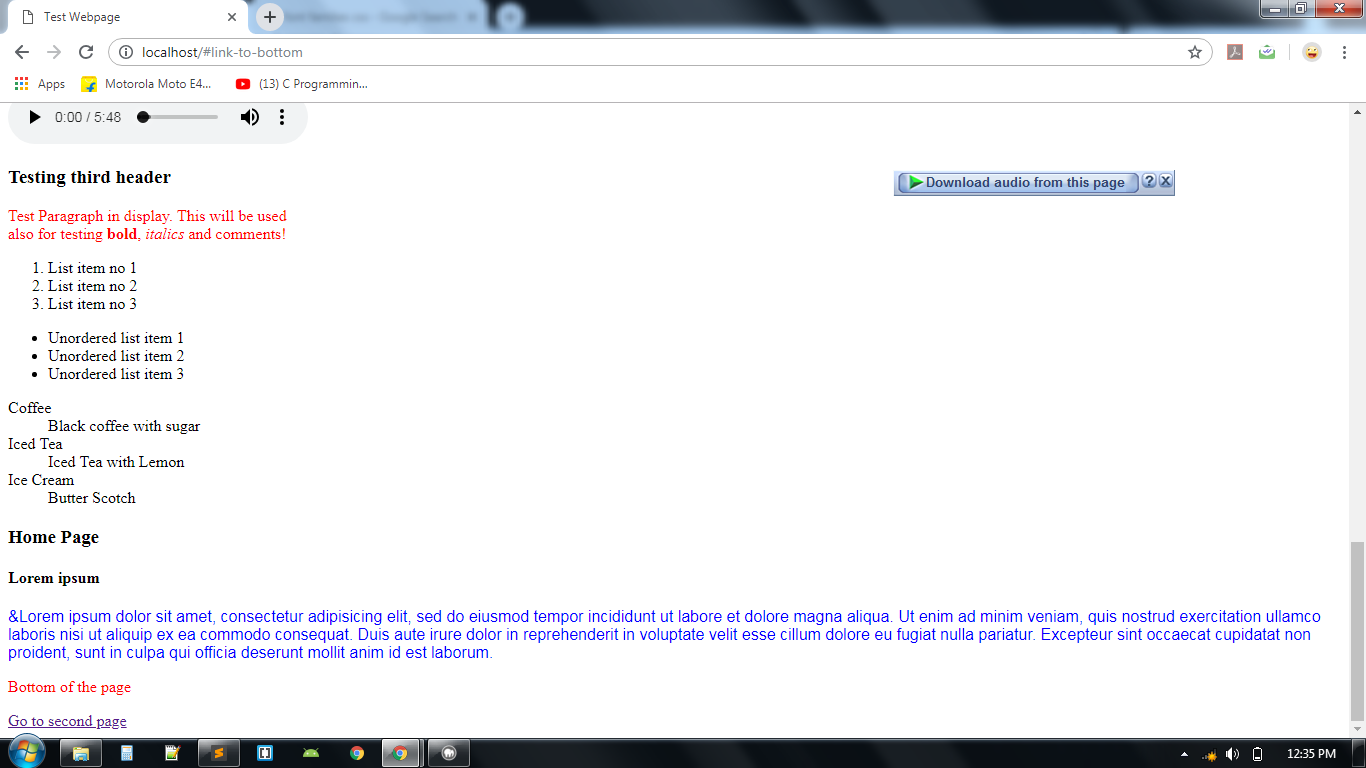 Test Webpage
localhost/#link-to-bottom
Apps
Motorola Moto E4...
(13) C Programmin...
0:00 / 5:48
Testing third header
Download audio from this page ?
Test Paragraph in display. This will be used
also for testing bold, italics and comments!
1. List item no 1
2. List item no 2
3. List item no 3
• Unordered list item 1
• Unordered list item 2
• Unordered list item 3
Coffee
Black coffee with sugar
Iced Tea
Iced Tea with Lemon
Ice Cream
Butter Scotch
Home Page
Lorem ipsum
&Lorem ipsum dolor sit amet, consectetur adipisicing elit, sed do eiusmod tempor incididunt ut labore et dolore magna aliqua. Ut enim ad minim veniam, quis nostrud exercitation ullamco
laboris nisi ut aliquip ex ea commodo consequat. Duis aute irure dolor in reprehenderit in voluptate velit esse cillum dolore eu fugiat nulla pariatur. Excepteur sint occaecat cupidatat non
proident, sunt in culpa qui officia deserunt mollit anim id est laborum.
Bottom of the page
Go to second page
12:35 PM